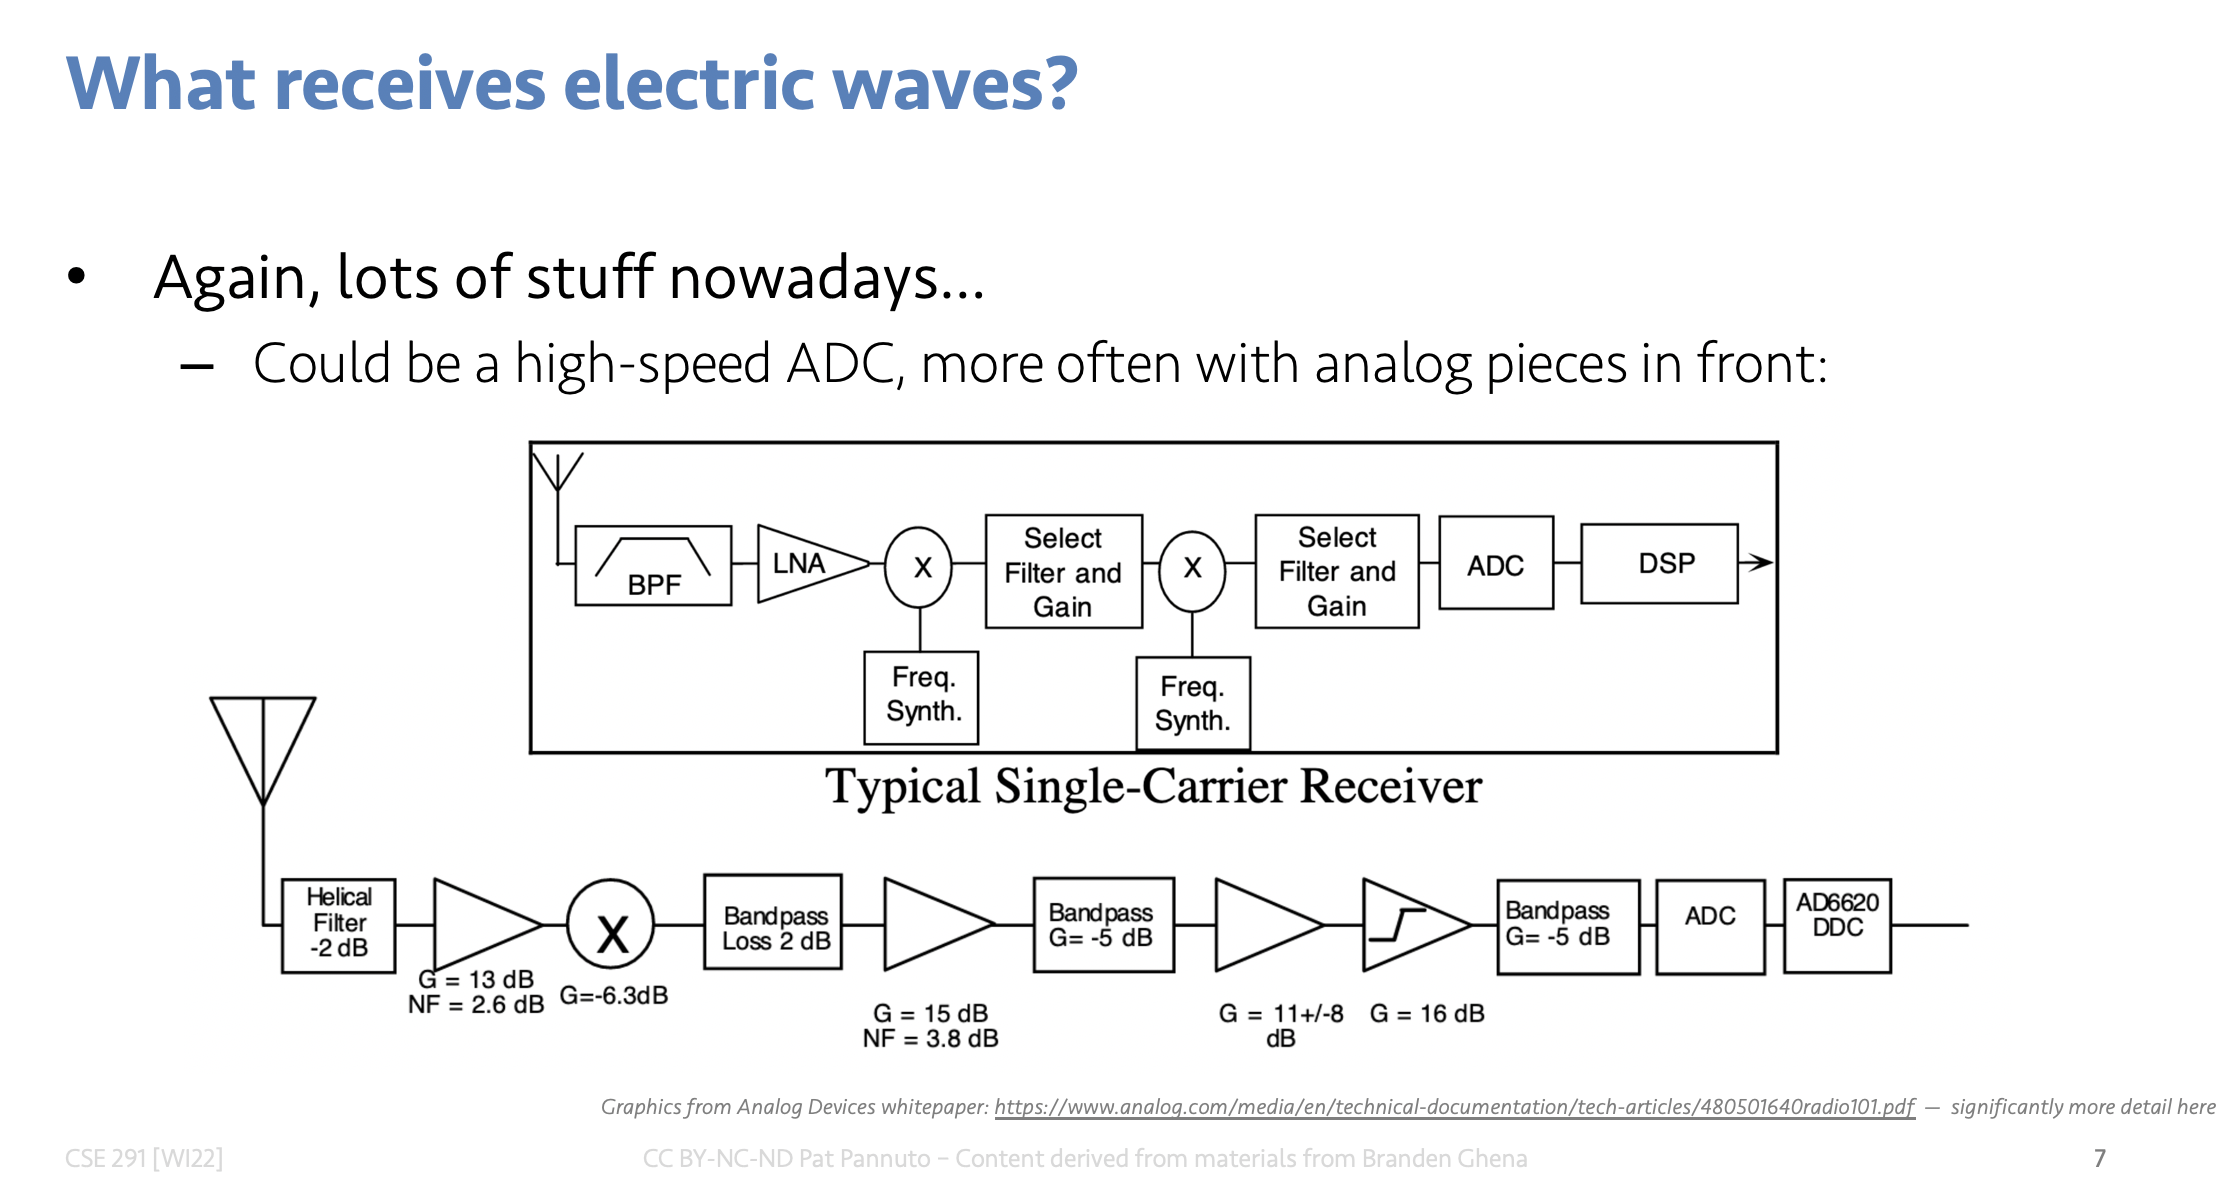 What receives electric waves?
• Again, lots of stuff nowadays...
– Could be a high-speed ADC, more often with analog pieces in front:
BPF
LNA
X
Freq.
Synth.
Select
Filter and
Gain
X
Freq.
Synth.
Select
Filter and
Gain
ADC
DSP
Typical Single-Carrier Receiver
Helical
Filter
-2 dB
G = 13 dB
NF = 2.6 dB
X
G=-6.3dB
Bandpass
Loss 2 dB
G = 15 dB
NF = 3.8 dB
Bandpass
G= -5 dB
G = 11+/-8
dB
G = 16 dB
Bandpass
G= -5 dB
ADC
AD6620
DDC
Graphics from Analog Devices whitepaper: https://www.analog.com/media/en/technical-documentation/tech-articles/480501640radio101.pdf — significantly more detail here
CSE 291 [WI22]
CC BY-NC-ND Pat Pannuto – Content derived from materials from Branden Ghena
7